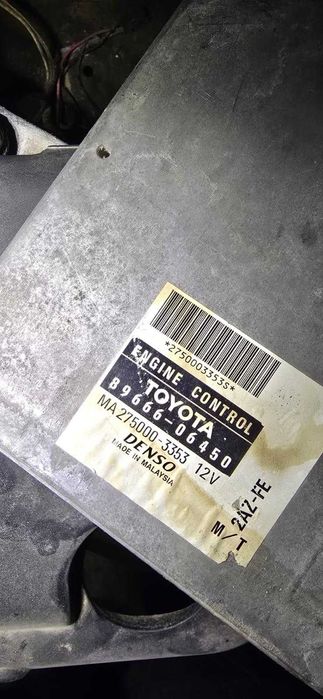 *2750003353S*
ENGINE CONTROL
TOYOTA
89666-06450
MA275000-3353 12V
DENSO
MADE IN MALAYSIA
2AZ-FE
M/T